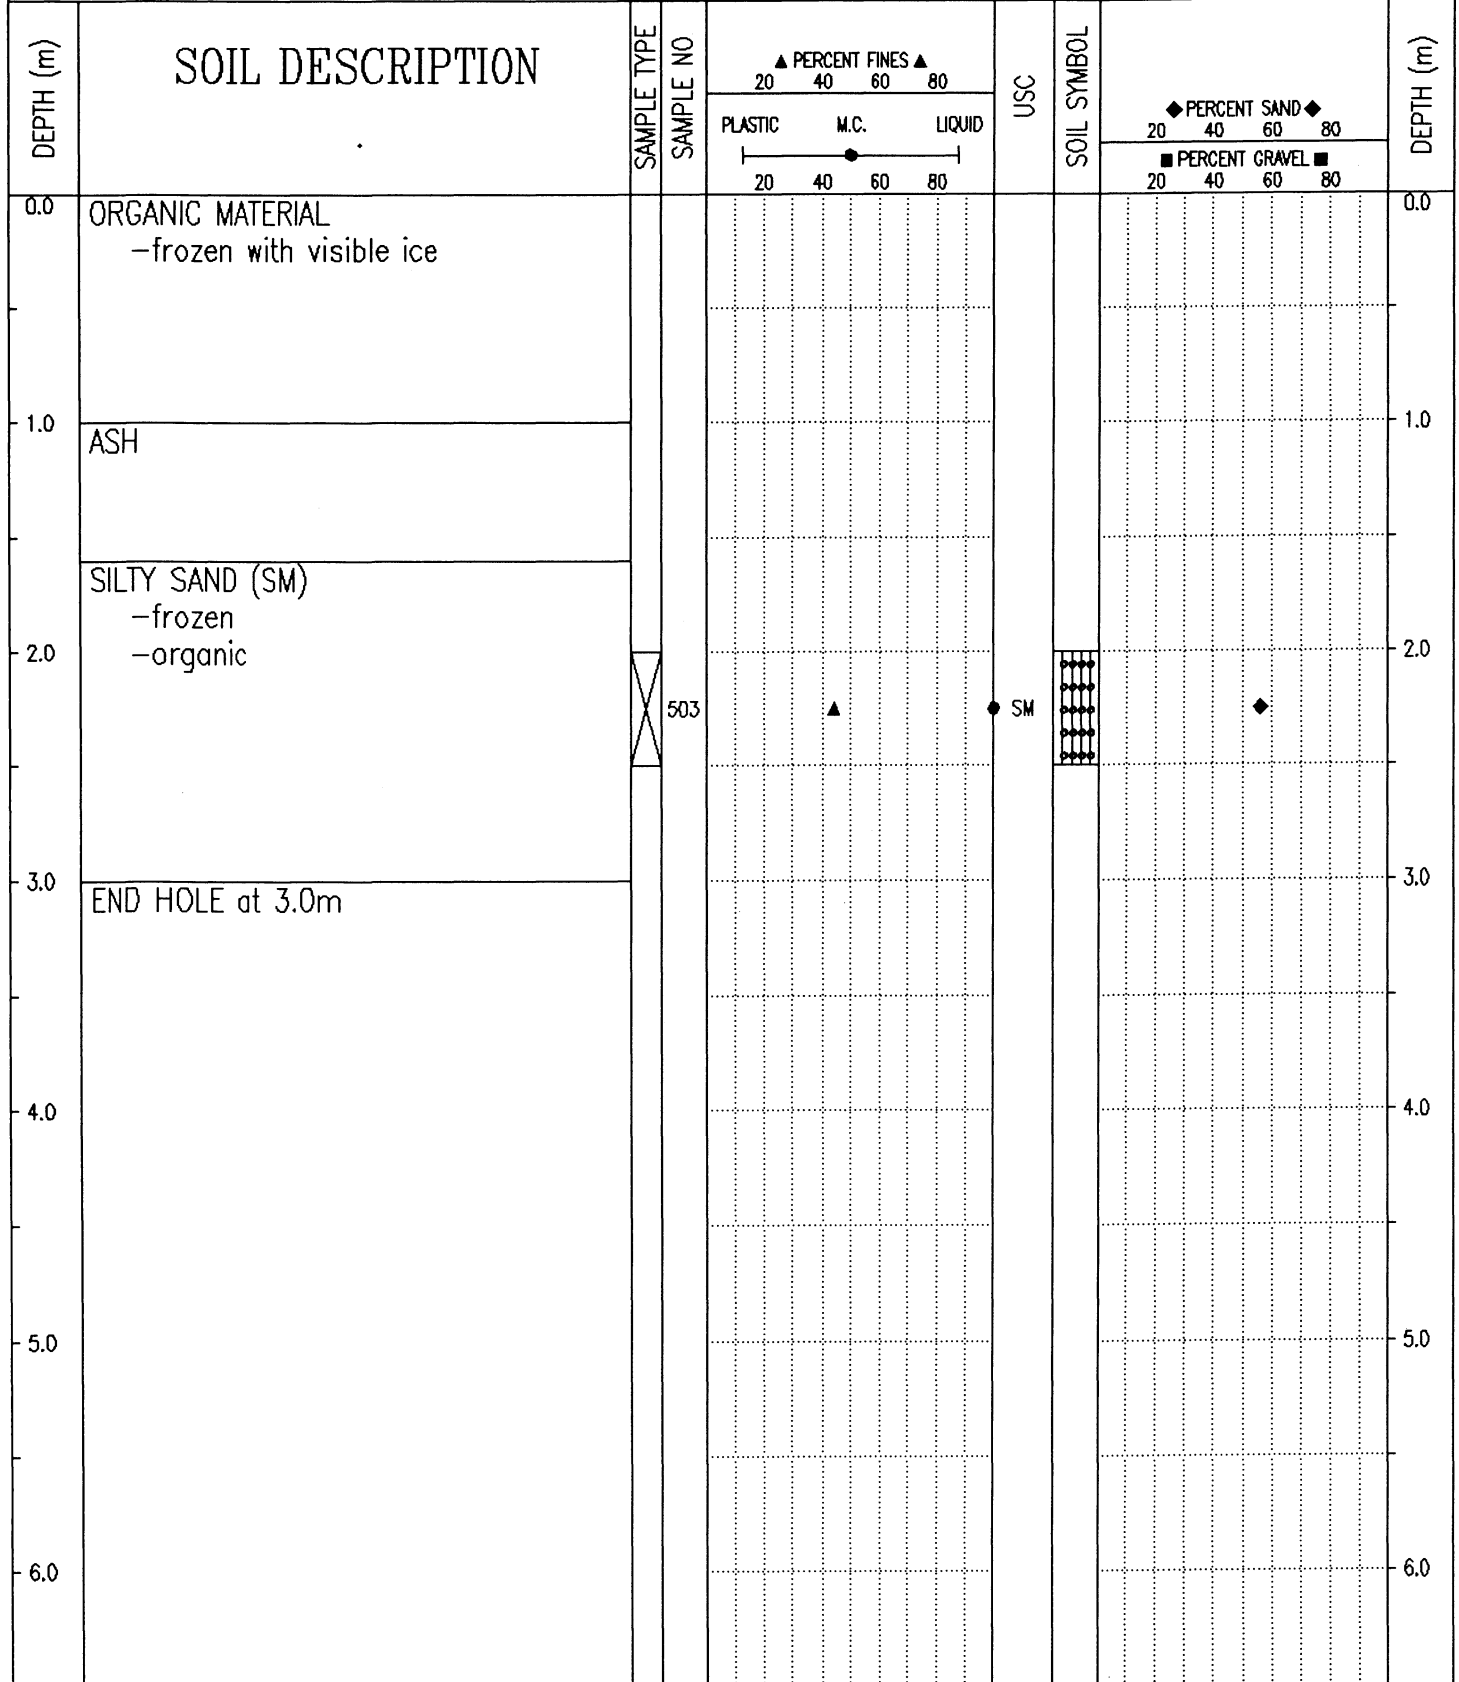 DEPTH (m)
SOIL DESCRIPTION
SAMPLE TYPE
SAMPLE NO
▲ PERCENT FINES ▲
20 40 60 80
PLASTIC M.C. LIQUID
20 40 60 80
USC
SOIL SYMBOL
◆ PERCENT SAND ◆
20 40 60 80
■ PERCENT GRAVEL ■
20 40 60 80
DEPTH (m)
0.0
ORGANIC MATERIAL
0.0
-frozen with visible ice
1.0
1.0
ASH
SILTY SAND (SM)
-frozen
2.0
-organic
2.0
503
SM
3.0
3.0
END HOLE at 3.0m
4.0
4.0
5.0
5.0
6.0
6.0